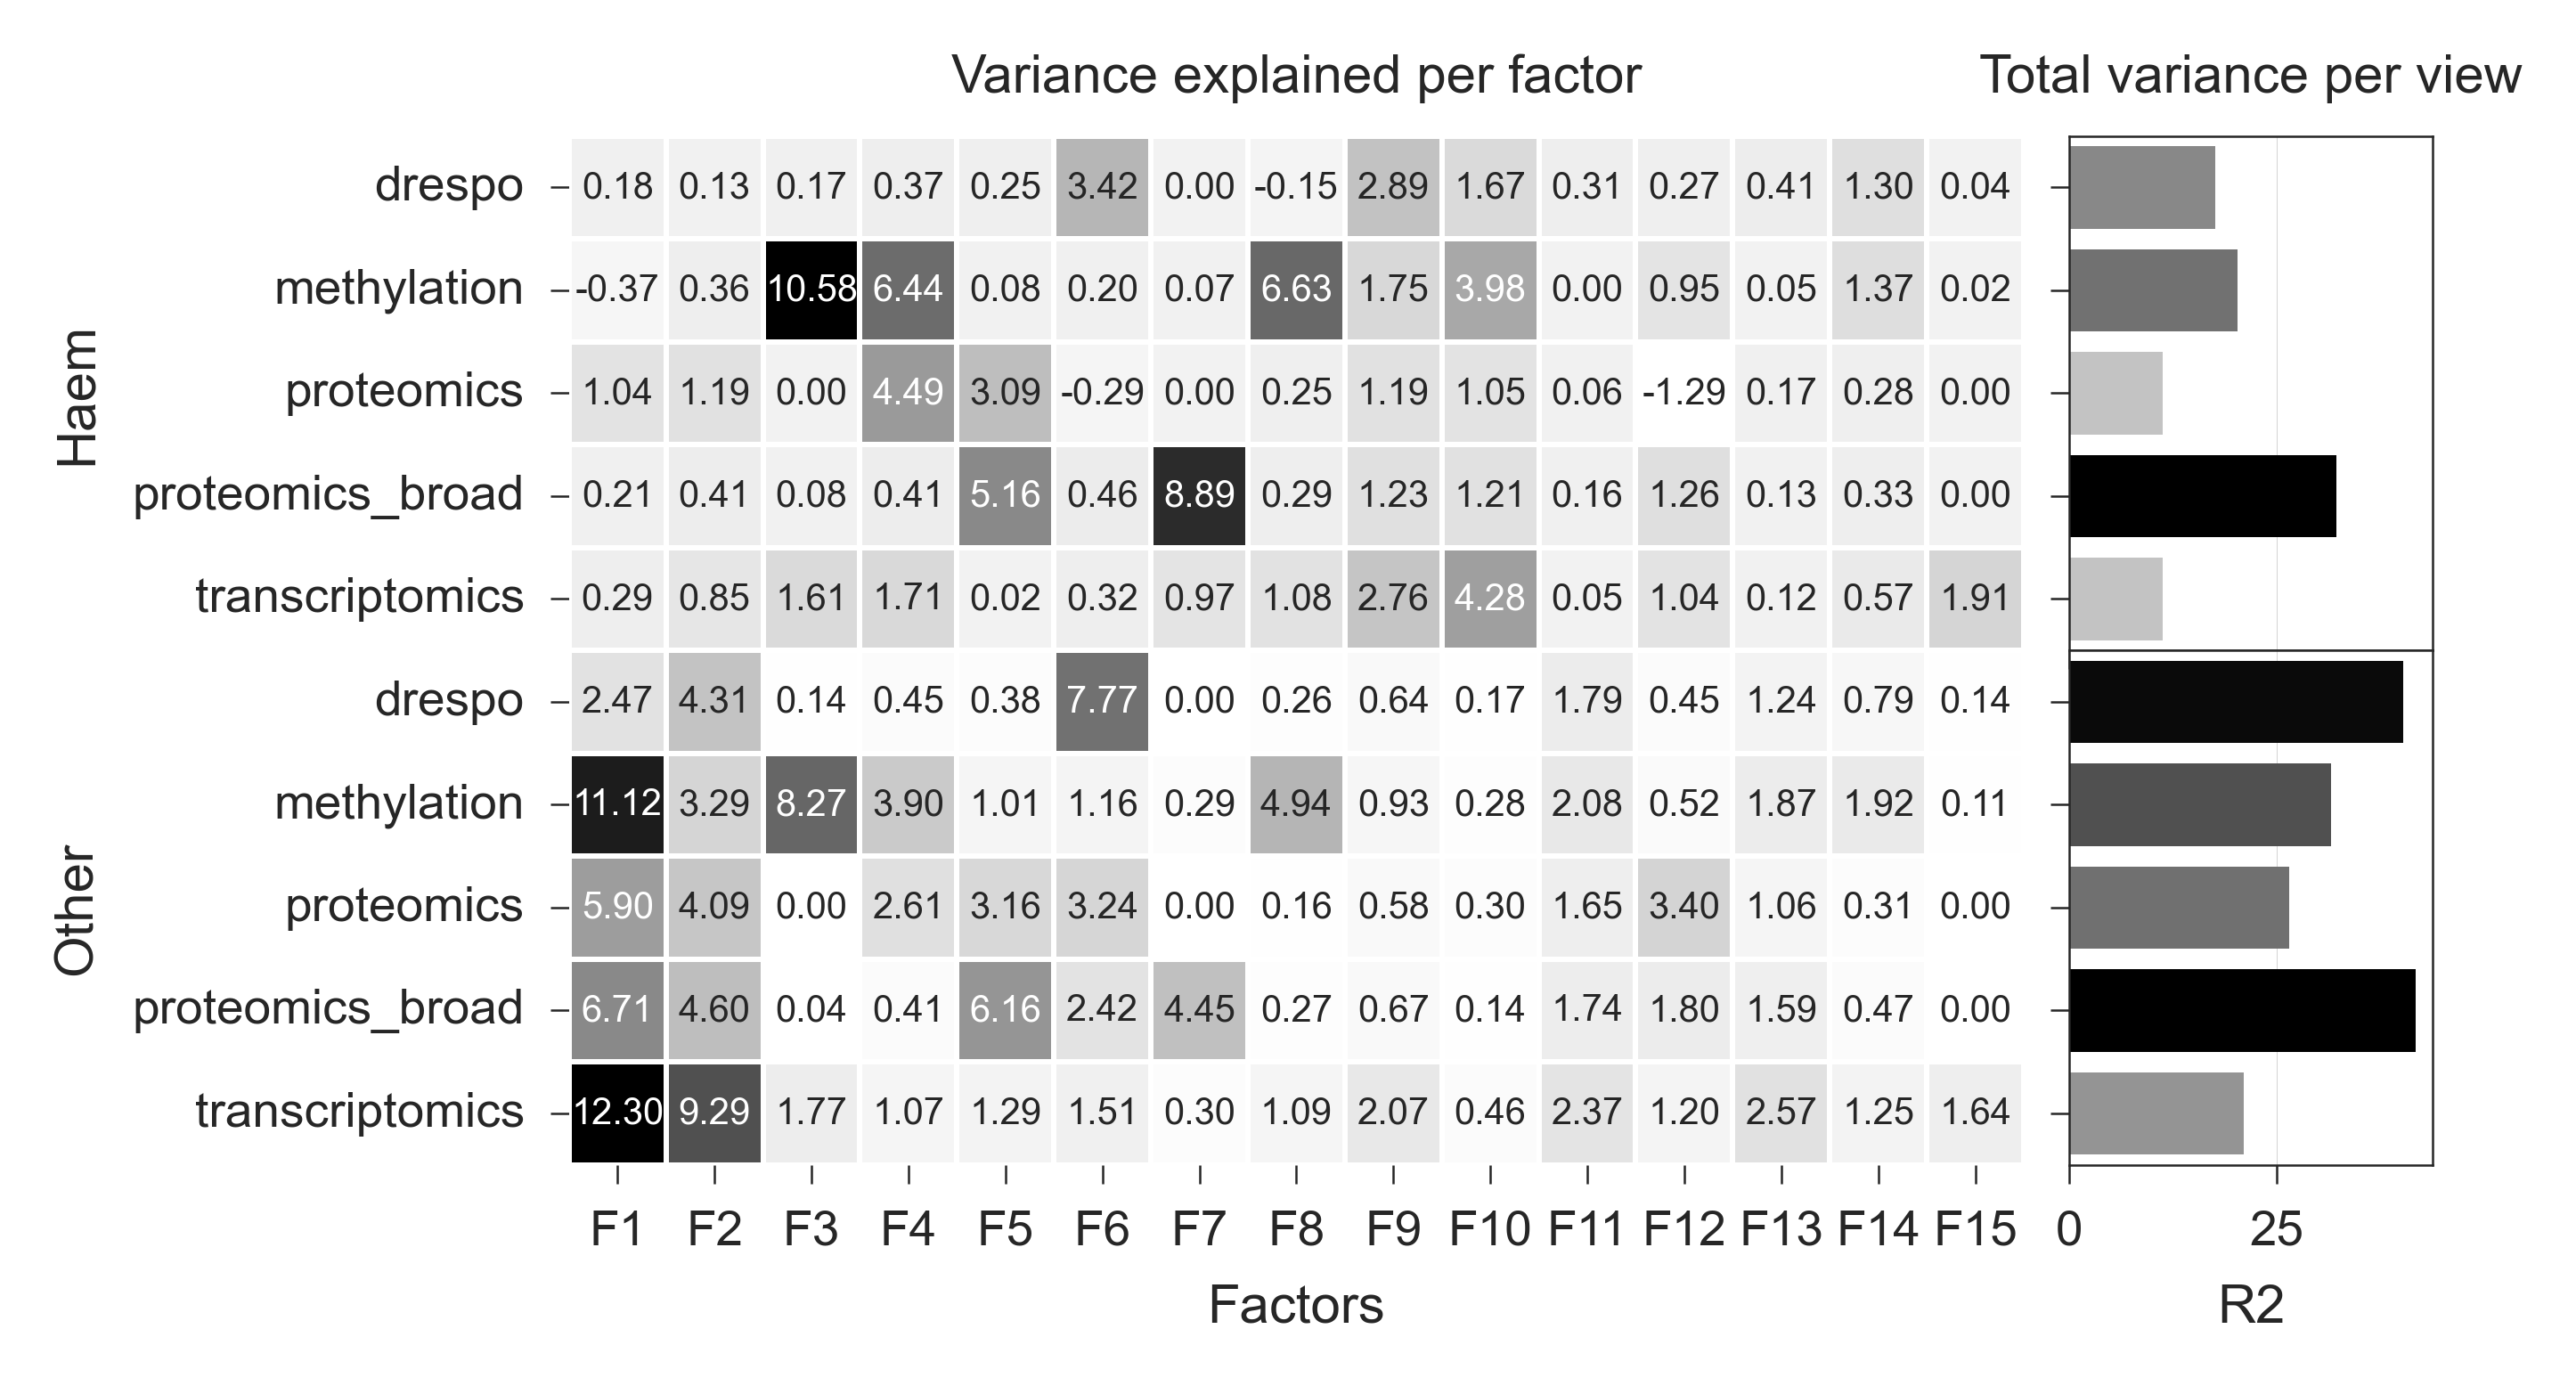 Variance explained per factor
Total variance per view
Haem
drespo 0.18 0.13 0.17 0.37 0.25 3.42 0.00 -0.15 2.89 1.67 0.31 0.27 0.41 1.30 0.04
methylation -0.37 0.36 10.58 6.44 0.08 0.20 0.07 6.63 1.75 3.98 0.00 0.95 0.05 1.37 0.02
proteomics 1.04 1.19 0.00 4.49 3.09 -0.29 0.00 0.25 1.19 1.05 0.06 -1.29 0.17 0.28 0.00
proteomics_broad 0.21 0.41 0.08 0.41 5.16 0.46 8.89 0.29 1.23 1.21 0.16 1.26 0.13 0.33 0.00
transcriptomics 0.29 0.85 1.61 1.71 0.02 0.32 0.97 1.08 2.76 4.28 0.05 1.04 0.12 0.57 1.91
Other
drespo 2.47 4.31 0.14 0.45 0.38 7.77 0.00 0.26 0.64 0.17 1.79 0.45 1.24 0.79 0.14
methylation 11.12 3.29 8.27 3.90 1.01 1.16 0.29 4.94 0.93 0.28 2.08 0.52 1.87 1.92 0.11
proteomics 5.90 4.09 0.00 2.61 3.16 3.24 0.00 0.16 0.58 0.30 1.65 3.40 1.06 0.31 0.00
proteomics_broad 6.71 4.60 0.04 0.41 6.16 2.42 4.45 0.27 0.67 0.14 1.74 1.80 1.59 0.47 0.00
transcriptomics 12.30 9.29 1.77 1.07 1.29 1.51 0.30 1.09 2.07 0.46 2.37 1.20 2.57 1.25 1.64
F1 F2 F3 F4 F5 F6 F7 F8 F9 F10 F11 F12 F13 F14 F15
0 25
Factors
R2